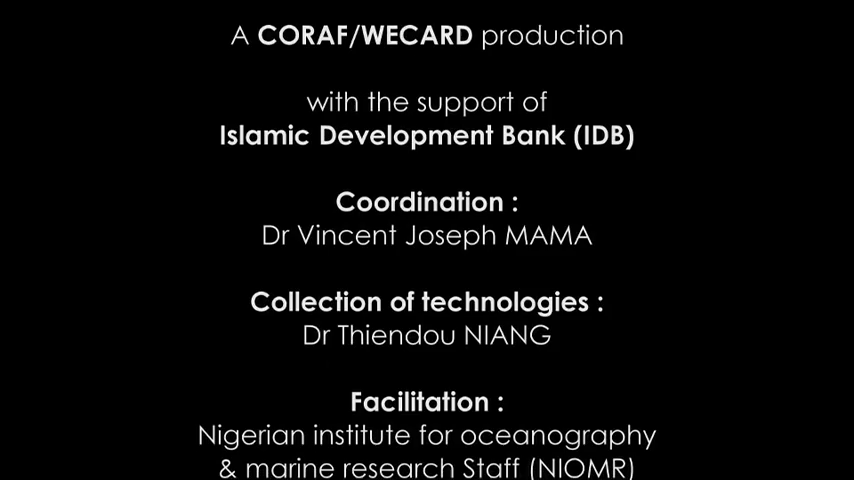 A CORAF/WECARD production
with the support of
Islamic Development Bank (IDB)
Coordination :
Dr Vincent Joseph MAMA
Collection of technologies :
Dr Thiendou NIANG
Facilitation :
Nigerian institute for oceanography
& marine research Staff (NIOMR)